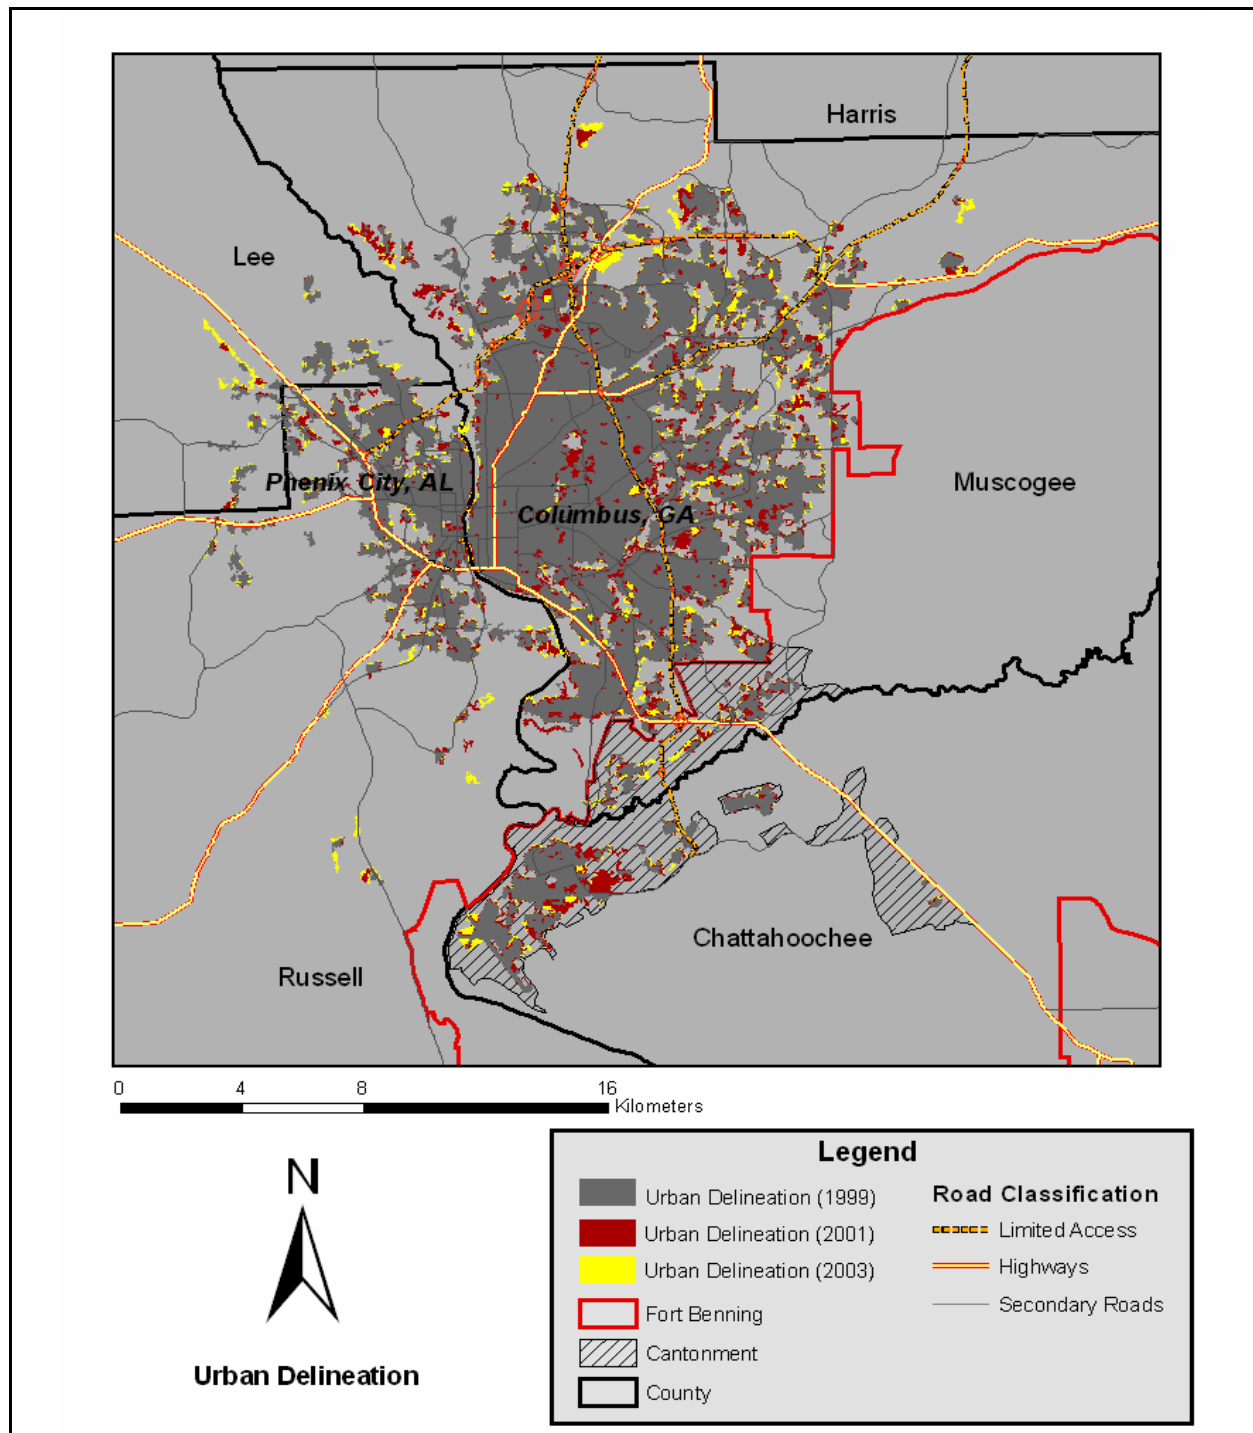 Harris
Lee
Phenix City, AL
Muscogee
Columbus, GA
Chattahoochee
Russell
0 4 8 16
Kilometers
N
Urban Delineation
Legend
Urban Delineation (1999)
Urban Delineation (2001)
Urban Delineation (2003)
Fort Benning
Cantonment
County
Road Classification
Limited Access
Highways
Secondary Roads